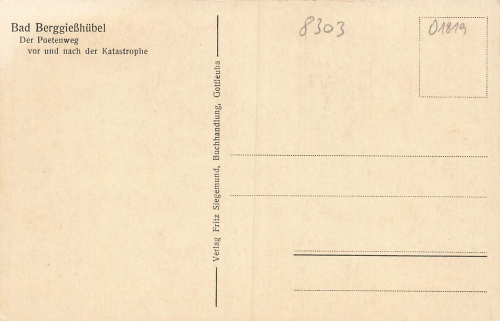 Bad Berggießhübel
Der Poetenweg
vor und nach der Katastrophe
Verlag Fritz Siegemund, Buchhandlung, Gottleuba
8303
01819